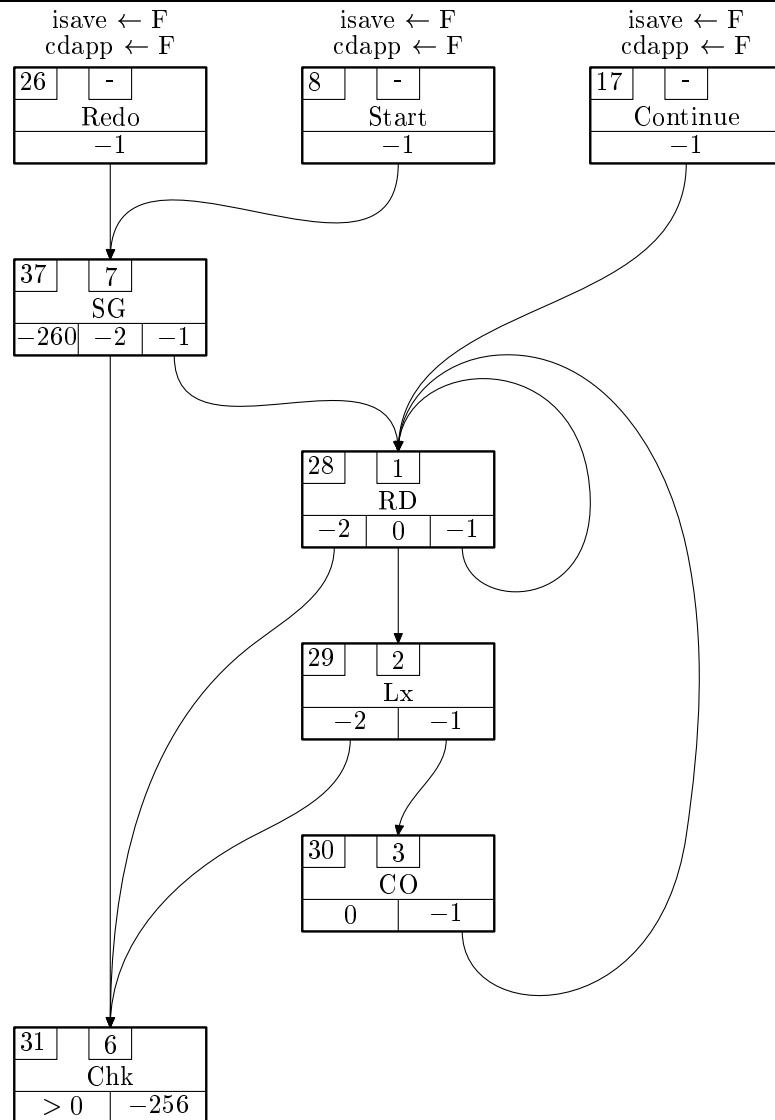 isave ← F
cdapp ← F
26 -
Redo
−1
isave ← F
cdapp ← F
8 -
Start
−1
isave ← F
cdapp ← F
17 -
Continue
−1
37 7
SG
−260 −2 −1
28 1
RD
−2 0 −1
29 2
Lx
−2 −1
30 3
CO
0 −1
31 6
Chk
> 0 −256